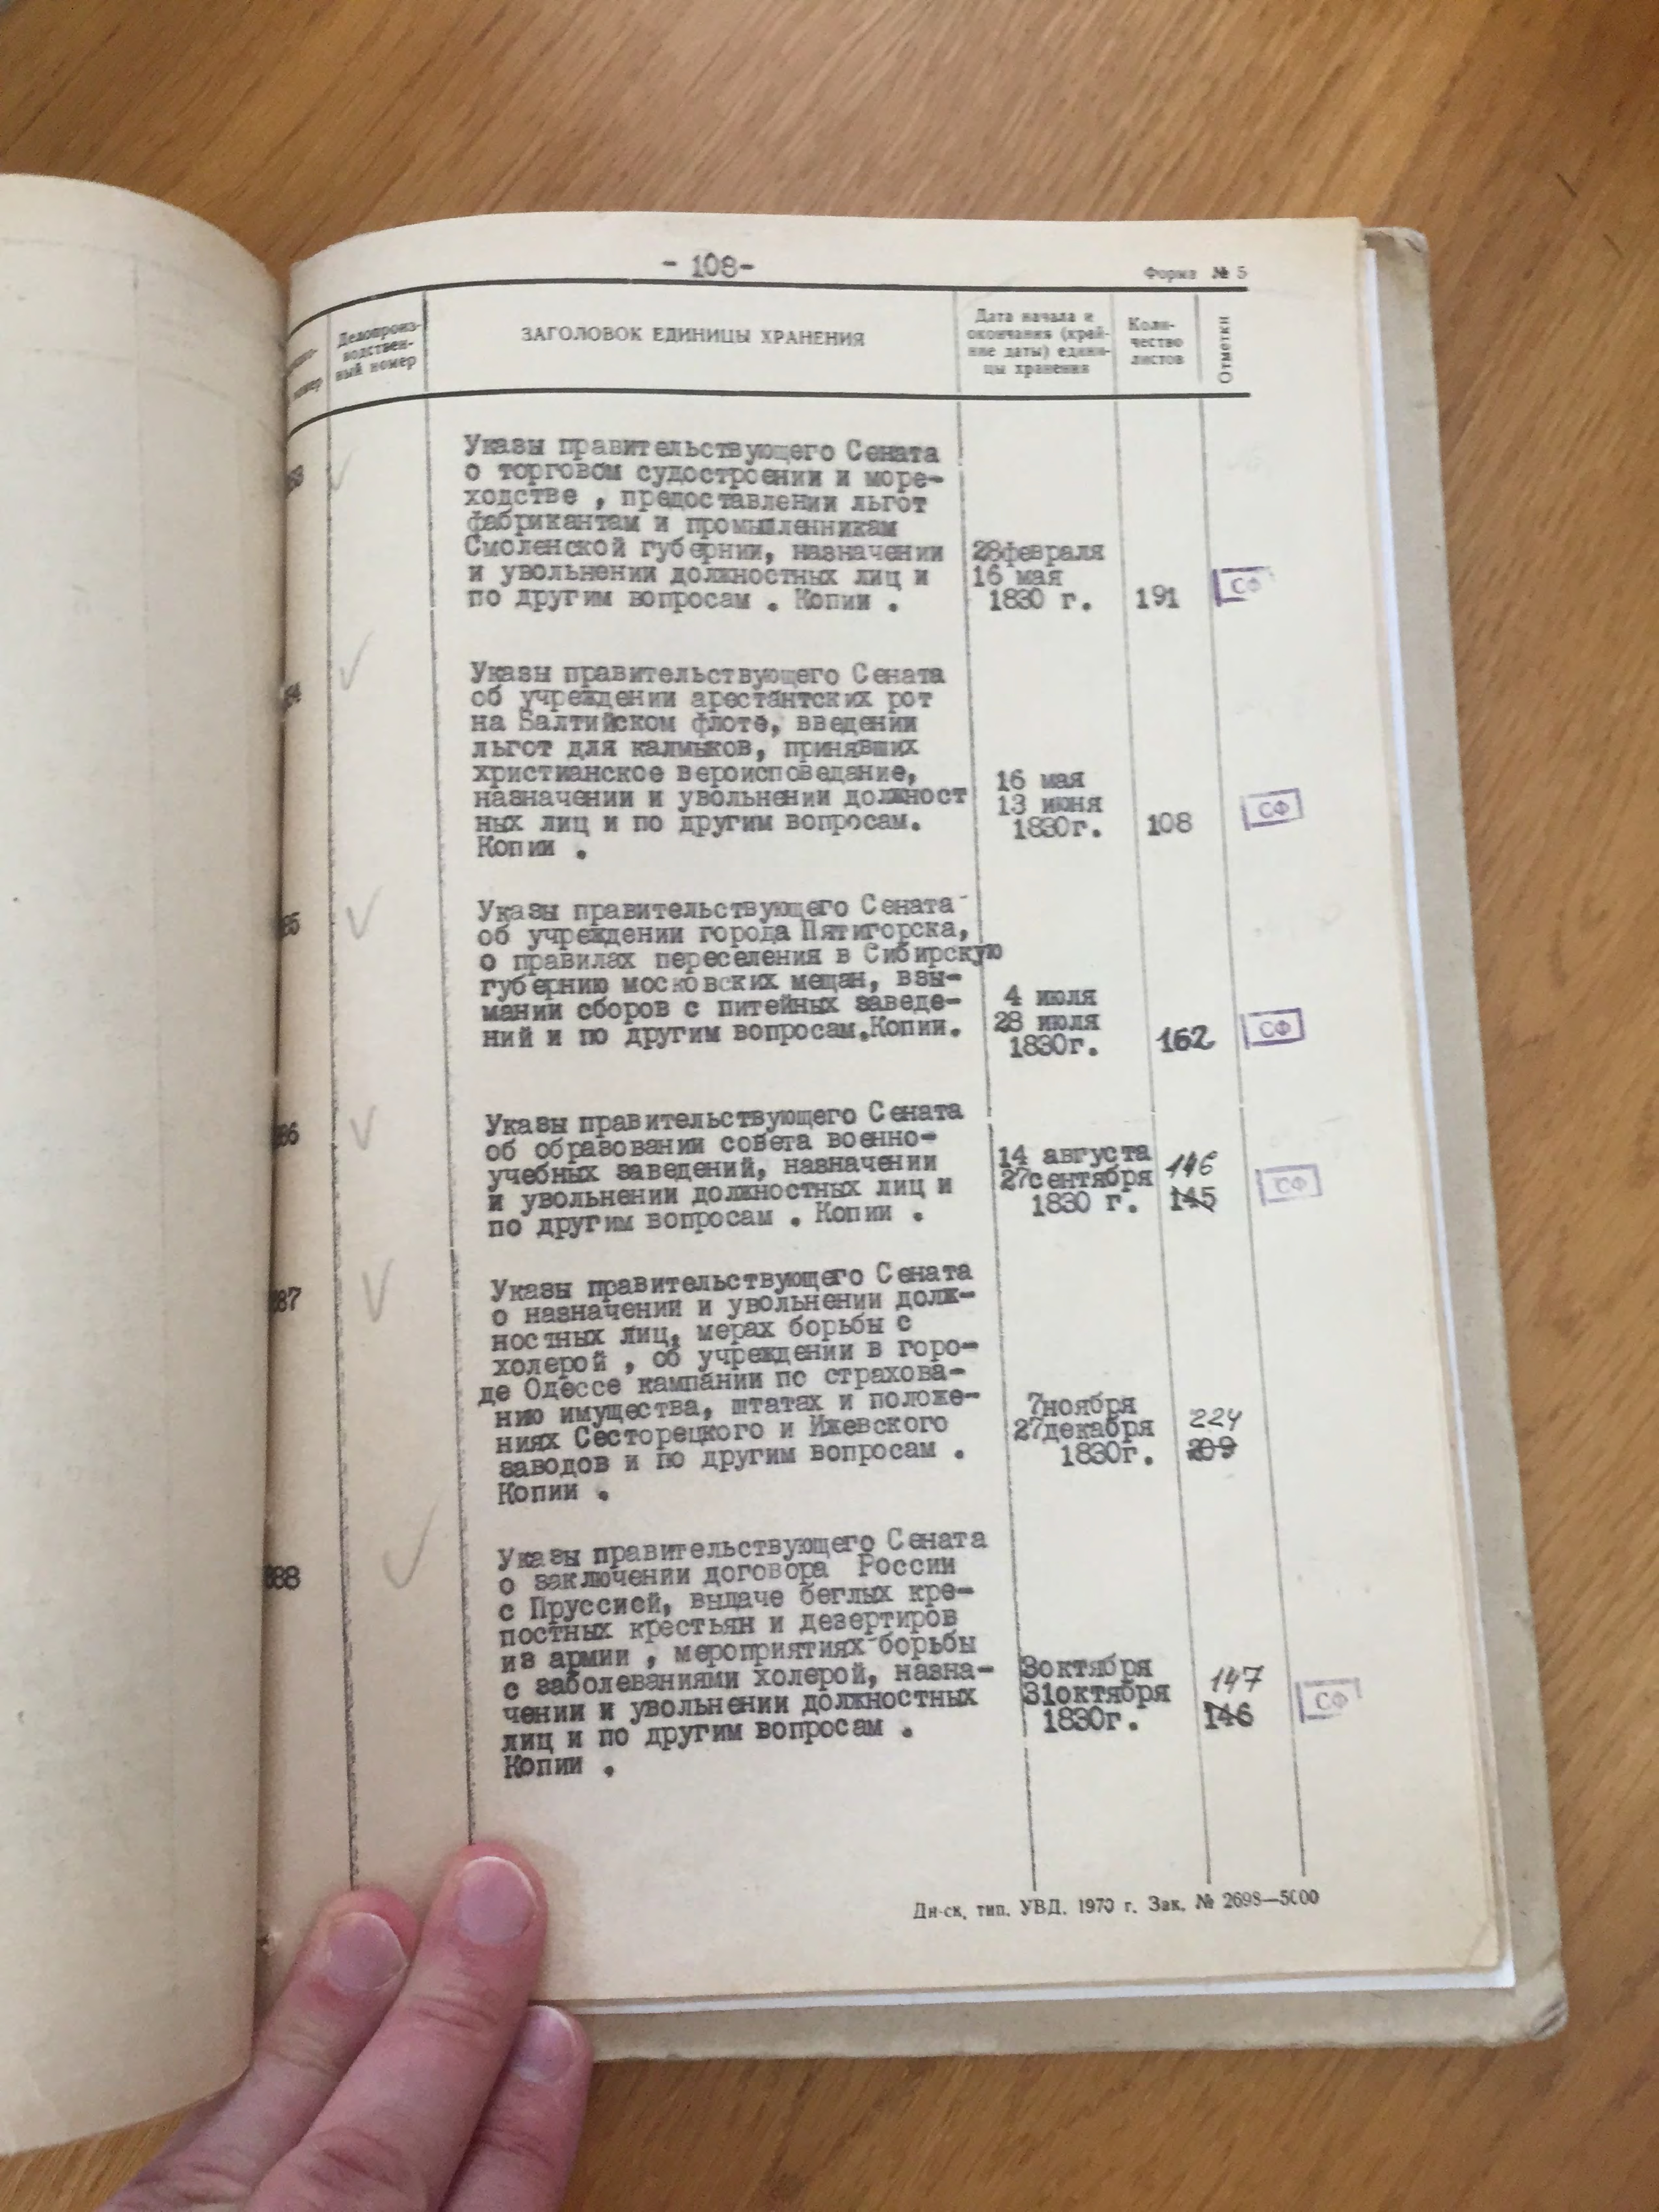 - 108-
Форма № 5
Делопроиз-
водствен-
ный номер
ЗАГОЛОВОК ЕДИНИЦЫ ХРАНЕНИЯ
Дата начала и
окончания (край-
ние даты) едини-
цы хранения
Коли-
чество
листов
Отметки
Указы правительствующего Сената
о торговом судостроении и море-
ходстве , предоставлении льгот
фабрикантам и промышленникам
Смоленской губернии, назначении
и увольнении должностных лиц и
по другим вопросам . Копии .
28февраля
16 мая
1830 г.
191
СФ
Указы правительствующего Сената
об учреждении арестантских рот
на Балтийском флоте, введении
льгот для калмыков, принявших
христианское вероисповедание,
назначении и увольнении должност
ных лиц и по другим вопросам.
Копии .
16 мая
13 июня
1830г.
108
СФ
85
Указы правительствующего Сената
об учреждении города Пятигорска,
о правилах переселения в Сибирскую
губернию московских мещан, взы-
мании сборов с питейных заведе-
ний и по другим вопросам.Копии.
4 июля
28 июля
1830г.
162
СФ
86
Указы правительствующего Сената
об образовании совета военно-
учебных заведений, назначении
и увольнении должностных лиц и
по другим вопросам . Копии .
14 августа
27сентября
1830 г.
146
145
СФ
87
Указы правительствующего Сената
о назначении и увольнении долж-
ностных лиц, мерах борьбы с
холерой , об учреждении в горо-
де Одессе кампании по страхова-
нию имущества, штатах и положе-
ниях Сесторецкого и Ижевского
заводов и по другим вопросам .
Копии .
7ноября
27декабря
1830г.
224
209
88
Указы правительствующего Сената
о заключении договора России
с Пруссией, выдаче беглых кре-
постных крестьян и дезертиров
из армии , мероприятиях борьбы
с заболеваниями холерой, назна-
чении и увольнении должностных
лиц и по другим вопросам .
Копии .
3октября
31октября
1830г.
147
146
СФ
Дн-ск, тип. УВД. 1970 г. Зак. № 2698—5000